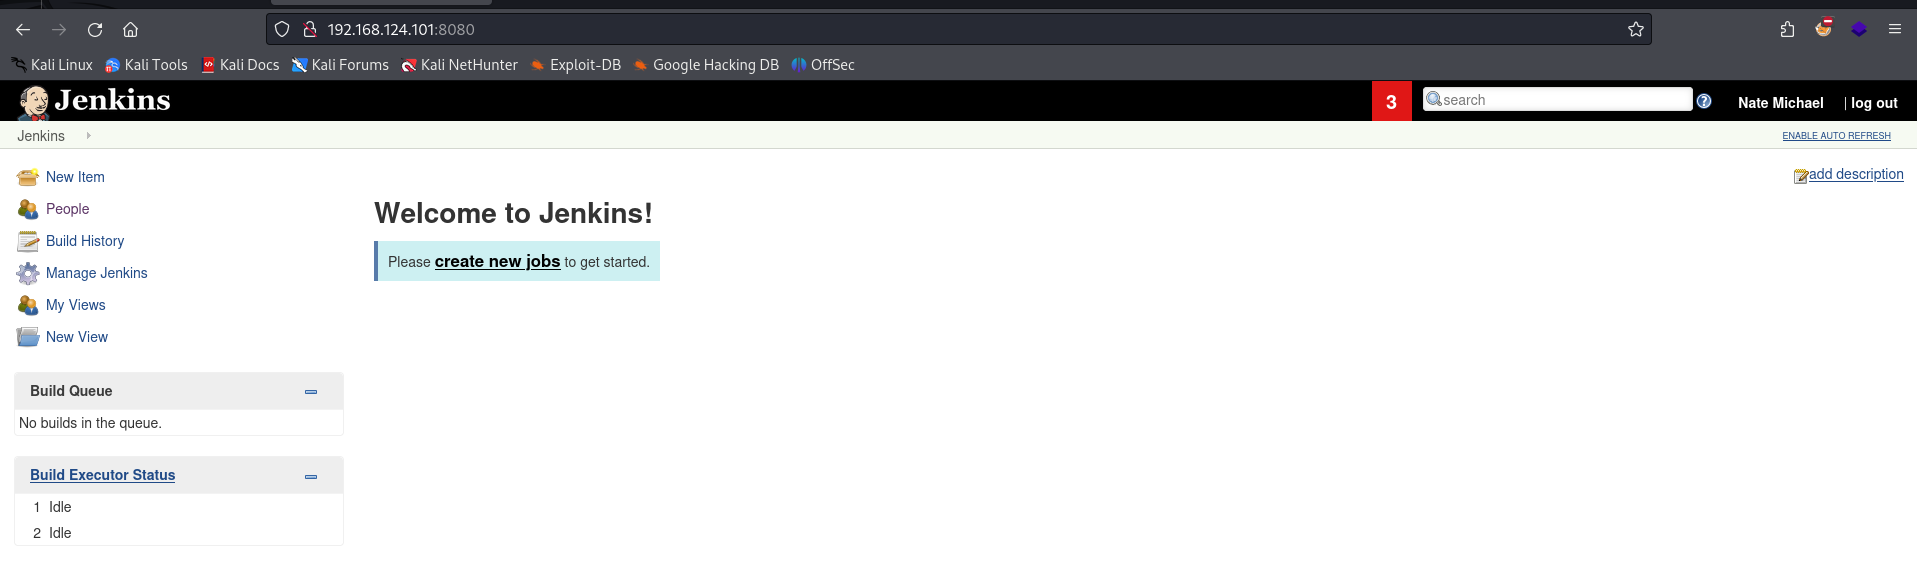 192.168.124.101:8080
Kali Linux Kali Tools Kali Docs Kali Forums Kali NetHunter Exploit-DB Google Hacking DB OffSec
Jenkins 3 search Nate Michael | log out
Jenkins ENABLE AUTO REFRESH
New Item
People
Build History
Manage Jenkins
My Views
New View
add description
Welcome to Jenkins!
Please create new jobs to get started.
Build Queue
No builds in the queue.
Build Executor Status
1 Idle
2 Idle